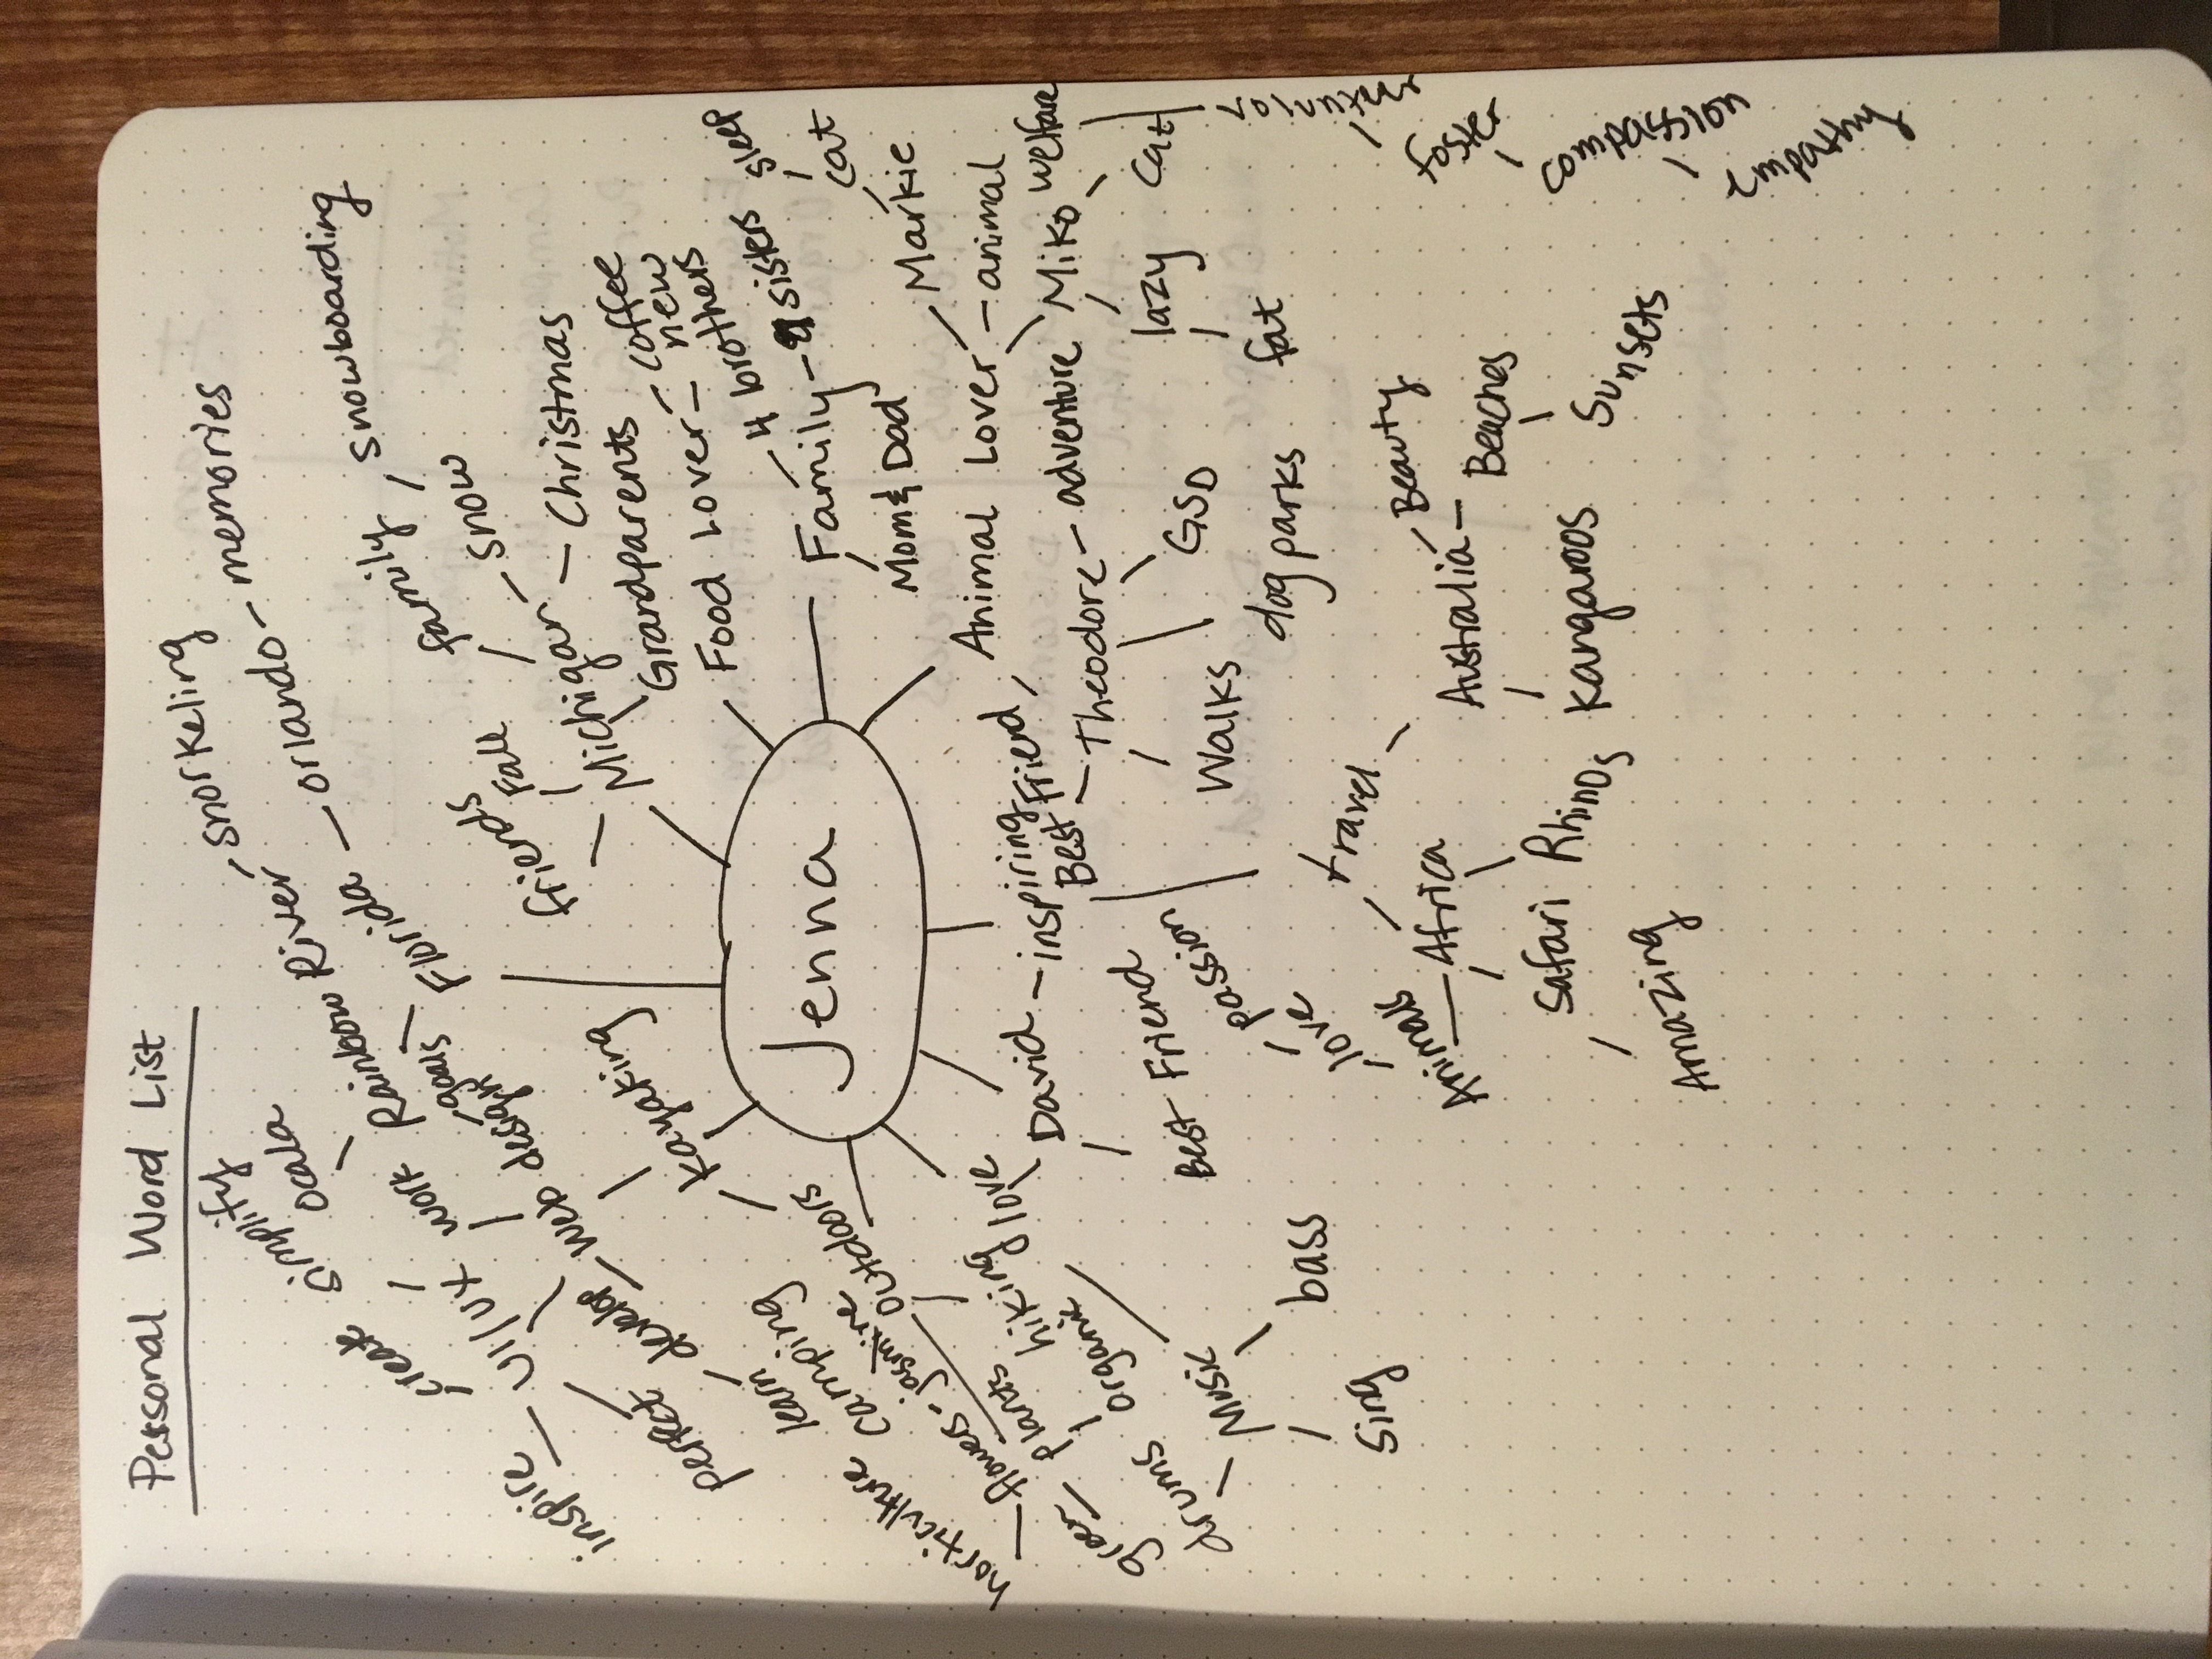 Personal Word List
snorkeling
simplify
memories
Ocala
Rainbow River
orlando
create
Florida
snowboarding
family
work
goals
UI/UX
friends
Fall
snow
inspire
Web design
Michigan
Christmas
develop
kayaking
Grandparents
coffee
new
perfect
Food Lover
4 brothers
learn
camping
sisters
sleep
Jenna
Family
cat
outdoors
Mom & Dad
Markie
horticulture
flowers - jasmine
Animal Lover
animal
welfare
plants
hiking
love
David
inspiring
Best Friend
Theodore
adventure
Miko
green
organic
lazy
cat
drums
Best Friend
Walks
GSD
Music
passion
dog parks
fat
volunteer
bass
love
travel
sing
Animals
Africa
Beauty
Australia
Beaches
foster
Safari
Rhinos
Kangaroos
Sunsets
compassion
Amazing
empathy